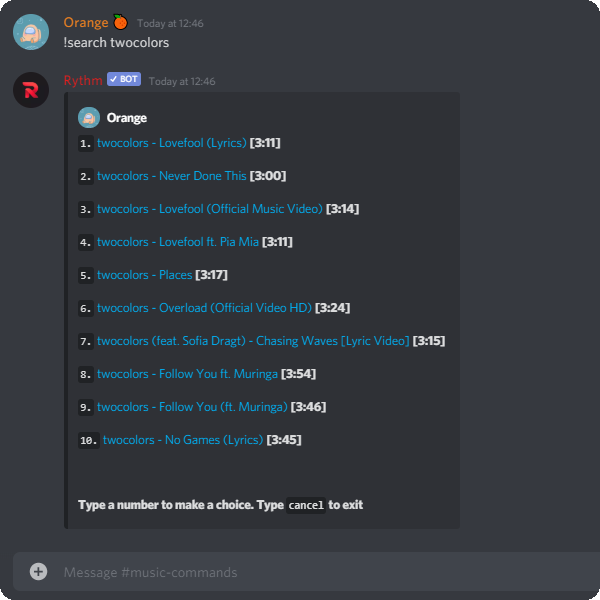 Orange Today at 12:46
!search twocolors
Rythm BOT Today at 12:46
Orange
1. twocolors - Lovefool (Lyrics) [3:11]
2. twocolors - Never Done This [3:00]
3. twocolors - Lovefool (Official Music Video) [3:14]
4. twocolors - Lovefool ft. Pia Mia [3:11]
5. twocolors - Places [3:17]
6. twocolors - Overload (Official Video HD) [3:24]
7. twocolors (feat. Sofia Dragt) - Chasing Waves [Lyric Video] [3:15]
8. twocolors - Follow You ft. Muringa [3:54]
9. twocolors - Follow You (ft. Muringa) [3:46]
10. twocolors - No Games (Lyrics) [3:45]
Type a number to make a choice. Type cancel to exit
Message #music-commands